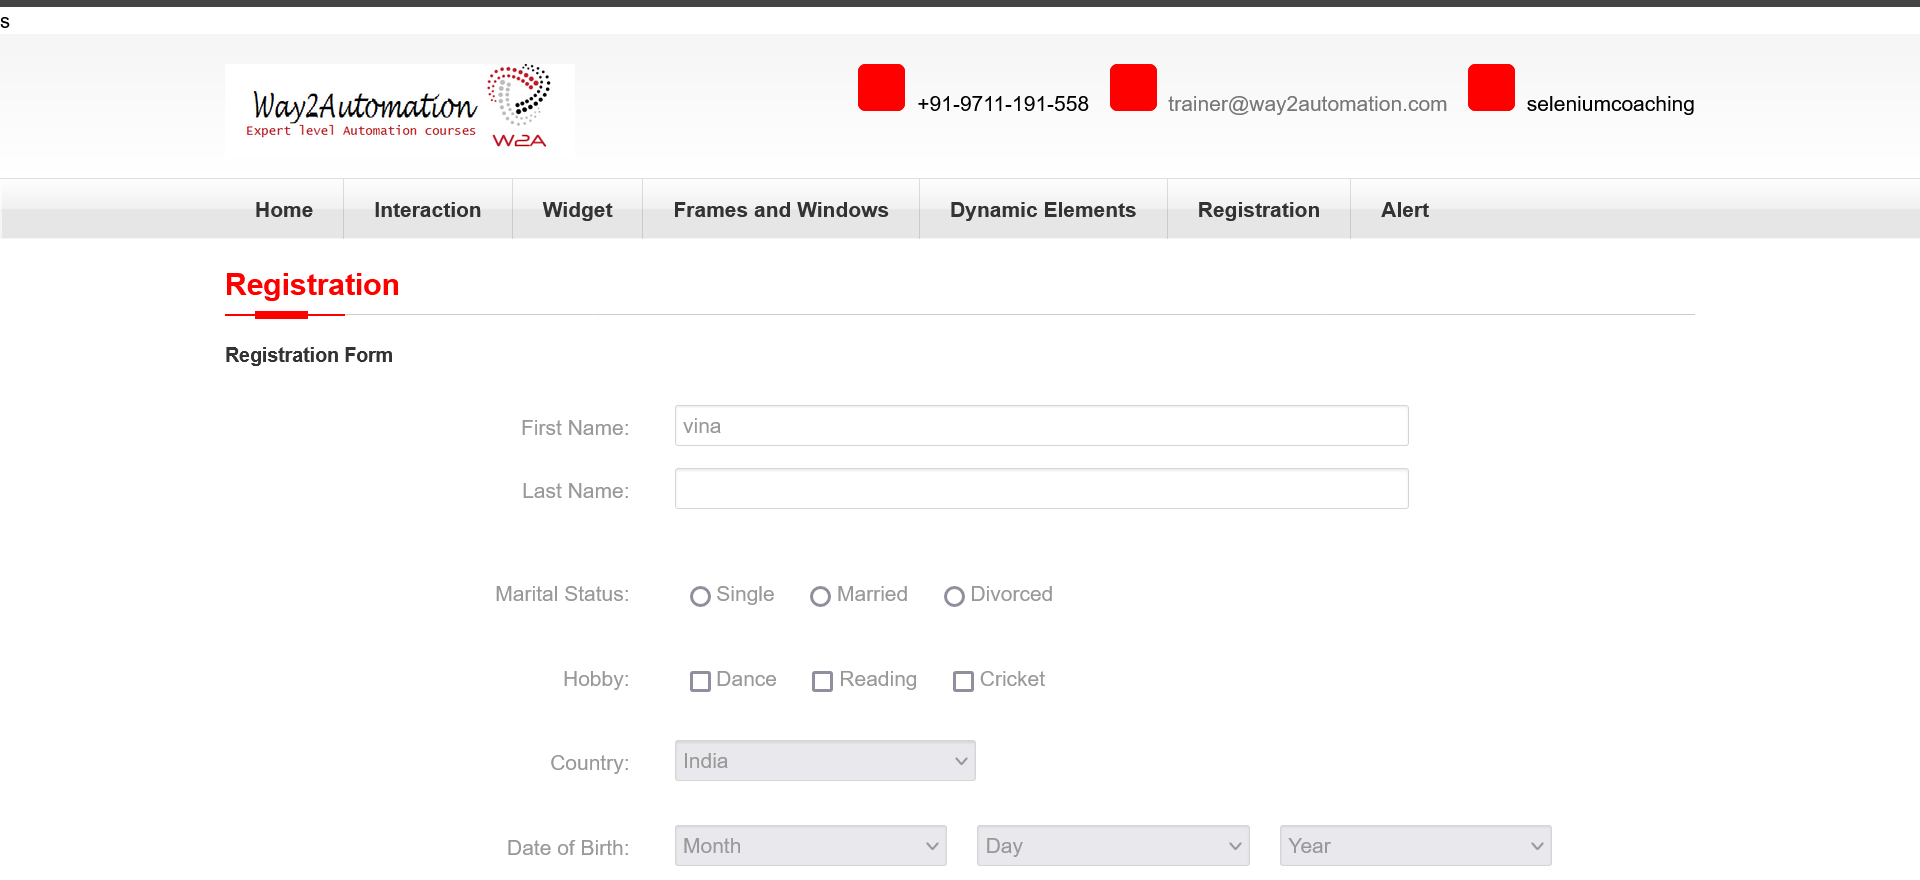 s
Way2Automation
Expert level Automation courses
W2A
+91-9711-191-558
trainer@way2automation.com
seleniumcoaching
Home
Interaction
Widget
Frames and Windows
Dynamic Elements
Registration
Alert
Registration
Registration Form
First Name:
vina
Last Name:
Marital Status:
Single
Married
Divorced
Hobby:
Dance
Reading
Cricket
Country:
India
Date of Birth:
Month
Day
Year